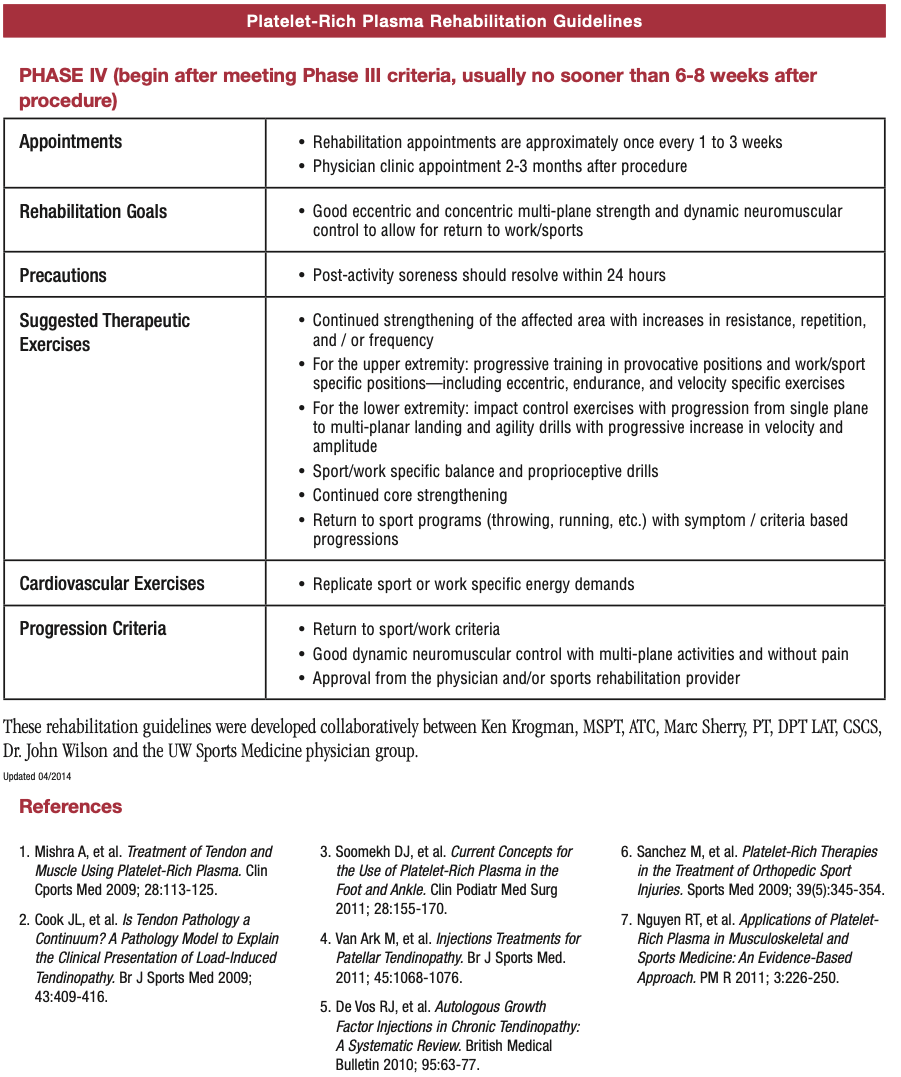 Platelet-Rich Plasma Rehabilitation Guidelines
PHASE IV (begin after meeting Phase III criteria, usually no sooner than 6-8 weeks after
procedure)
Appointments
• Rehabilitation appointments are approximately once every 1 to 3 weeks
• Physician clinic appointment 2-3 months after procedure
Rehabilitation Goals
• Good eccentric and concentric multi-plane strength and dynamic neuromuscular
control to allow for return to work/sports
Precautions
• Post-activity soreness should resolve within 24 hours
Suggested Therapeutic
Exercises
• Continued strengthening of the affected area with increases in resistance, repetition,
and / or frequency
• For the upper extremity: progressive training in provocative positions and work/sport
specific positions—including eccentric, endurance, and velocity specific exercises
• For the lower extremity: impact control exercises with progression from single plane
to multi-planar landing and agility drills with progressive increase in velocity and
amplitude
• Sport/work specific balance and proprioceptive drills
• Continued core strengthening
• Return to sport programs (throwing, running, etc.) with symptom / criteria based
progressions
Cardiovascular Exercises
• Replicate sport or work specific energy demands
Progression Criteria
• Return to sport/work criteria
• Good dynamic neuromuscular control with multi-plane activities and without pain
• Approval from the physician and/or sports rehabilitation provider
These rehabilitation guidelines were developed collaboratively between Ken Krogman, MSPT, ATC, Marc Sherry, PT, DPT LAT, CSCS,
Dr. John Wilson and the UW Sports Medicine physician group.
Updated 04/2014
References
1. Mishra A, et al. Treatment of Tendon and
Muscle Using Platelet-Rich Plasma. Clin
Cports Med 2009; 28:113-125.
2. Cook JL, et al. Is Tendon Pathology a
Continuum? A Pathology Model to Explain
the Clinical Presentation of Load-Induced
Tendinopathy. Br J Sports Med 2009;
43:409-416.
3. Soomekh DJ, et al. Current Concepts for
the Use of Platelet-Rich Plasma in the
Foot and Ankle. Clin Podiatr Med Surg
2011; 28:155-170.
4. Van Ark M, et al. Injections Treatments for
Patellar Tendinopathy. Br J Sports Med.
2011; 45:1068-1076.
5. De Vos RJ, et al. Autologous Growth
Factor Injections in Chronic Tendinopathy:
A Systematic Review. British Medical
Bulletin 2010; 95:63-77.
6. Sanchez M, et al. Platelet-Rich Therapies
in the Treatment of Orthopedic Sport
Injuries. Sports Med 2009; 39(5):345-354.
7. Nguyen RT, et al. Applications of Platelet-
Rich Plasma in Musculoskeletal and
Sports Medicine: An Evidence-Based
Approach. PM R 2011; 3:226-250.